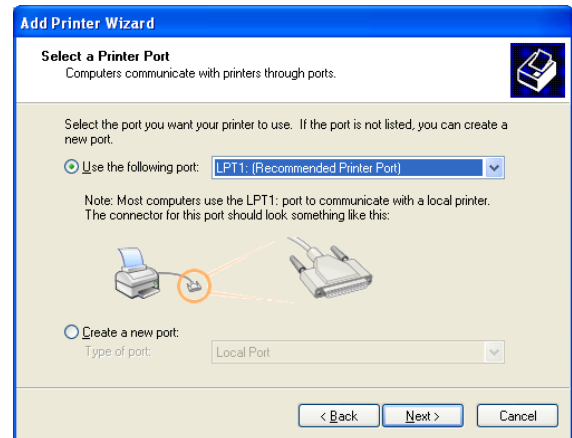 Add Printer Wizard
Select a Printer Port
Computers communicate with printers through ports.
Select the port you want your printer to use.  If the port is not listed, you can create a
new port.
Use the following port:
LPT1: (Recommended Printer Port)
Note: Most computers use the LPT1: port to communicate with a local printer.
The connector for this port should look something like this:
Create a new port:
Type of port:
Local Port
< Back
Next >
Cancel